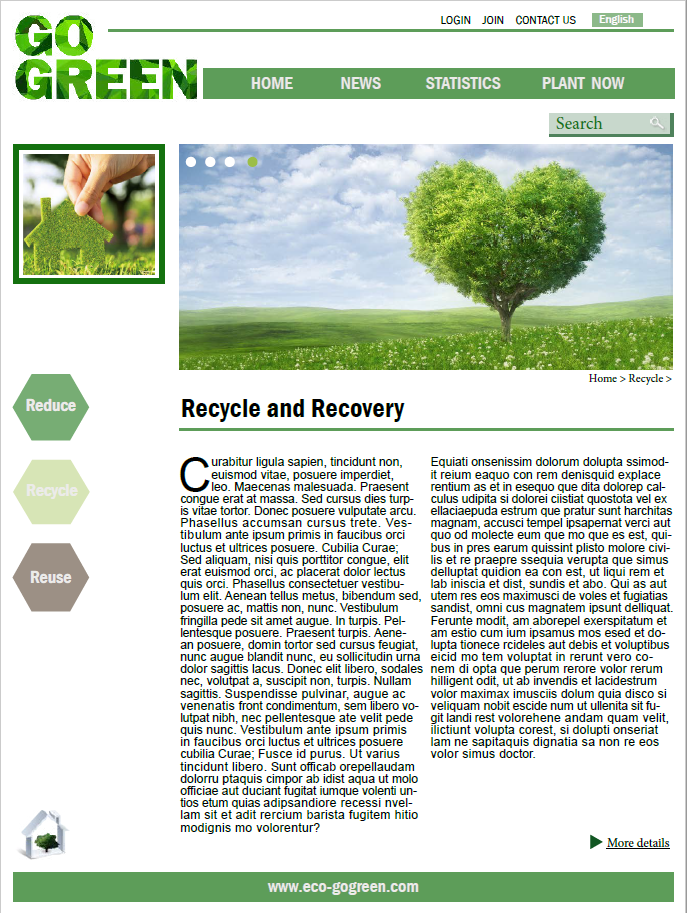 GO
GREEN
LOGIN JOIN CONTACT US English
HOME NEWS STATISTICS PLANT NOW
Search
Home > Recycle >
Reduce
Recycle
Reuse
Recycle and Recovery
Curabitur ligula sapien, tincidunt non,
euismod vitae, posuere imperdiet,
leo. Maecenas malesuada. Praesent
congue erat at massa. Sed cursus dies turp-
is vitae tortor. Donec posuere vulputate arcu.
Phasellus accumsan cursus trete. Ves-
tibulum ante ipsum primis in faucibus orci
luctus et ultrices posuere. Cubilia Curae;
Sed aliquam, nisi quis porttitor congue, elit
erat euismod orci, ac placerat dolor lectus
quis orci. Phasellus consectetuer vestibu-
lum elit. Aenean tellus metus, bibendum sed,
posuere ac, mattis non, nunc. Vestibulum
fringilla pede sit amet augue. In turpis. Pel-
lentesque posuere. Praesent turpis. Aene-
an posuere, domin tortor sed cursus feugiat,
nunc augue blandit nunc, eu sollicitudin urna
dolor sagittis lacus. Donec elit libero, sodales
nec, volutpat a, suscipit non, turpis. Nullam
sagittis. Suspendisse pulvinar, augue ac
venenatis front condimentum, sem libero vo-
lutpat nibh, nec pellentesque ate velit pede
quis nunc. Vestibulum ante ipsum primis
in faucibus orci luctus et ultrices posuere
cubilia Curae; Fusce id purus. Ut varius
tincidunt libero. Sunt officab orepellaudam
dolorru ptaquis cimpor ab idist aqua ut molo
officiae aut duciant fugitat iumque volenti un-
tios etum quias adipsandiore recessi nvel-
lam sit et adit rercium barista fugitem hitio
modignis mo volorentur?
Equiati onsenissim dolorum dolupta ssimod-
it reium eaquo con rem denisquid explace
rentium as et in esequo que dita dolorep cal-
culus udipita si dolorei ciistiat quostota vel ex
ellaciaepuda estrum que pratur sunt harchitas
magnam, accusci tempel ipsapernat verci aut
quo od molecte eum que mo que es est, qui-
bus in pres earum quissint plisto molore civi-
lis et re praepre ssequia verupta que simus
delluptat quidion ea con est, ut liqui rem et
lab iniscia et dist, sundis et abo. Qui as aut
utem res eos maximusci de voles et fugiatias
sandist, omni cus magnatem ipsunt delliquat.
Ferunte modit, am aborepel exerspitatum et
am estio cum ium ipsamus mos esed et do-
lupta tionece rcideles aut debis et voluptibus
eicid mo tem voluptat in rerunt vero co-
nem di opta que perum rerore volor rerum
hilligent odit, ut ab invendis et lacidestrum
volor maximax imusciis dolum quia disco si
veliquam nobit escide num ut ullenita sit fu-
git landi rest volorehene andam quam velit,
ilictiunt volupta corest, si dolupti onseriat
lam ne sapitaquis dignatia sa non re eos
volor simus doctor.
More details
www.eco-gogreen.com